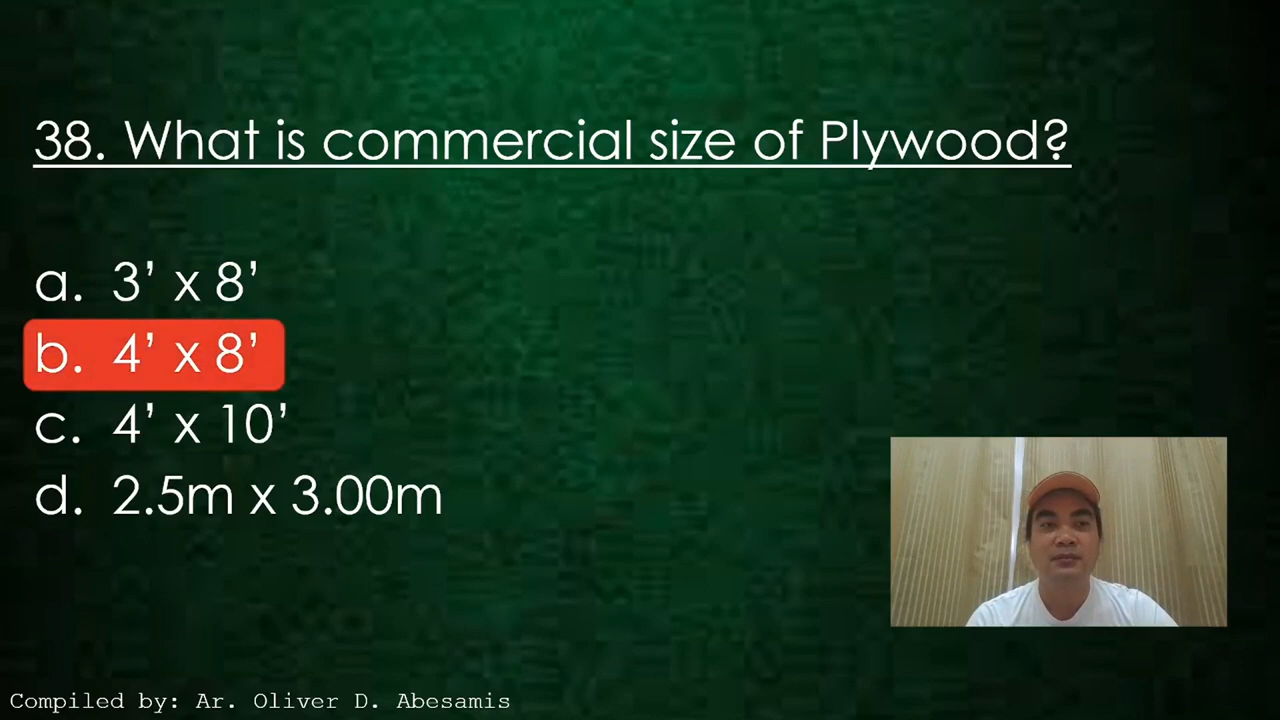 38. What is commercial size of Plywood?
a. 3’ x 8’
b. 4’ x 8’
c. 4’ x 10’
d. 2.5m x 3.00m
Compiled by: Ar. Oliver D. Abesamis